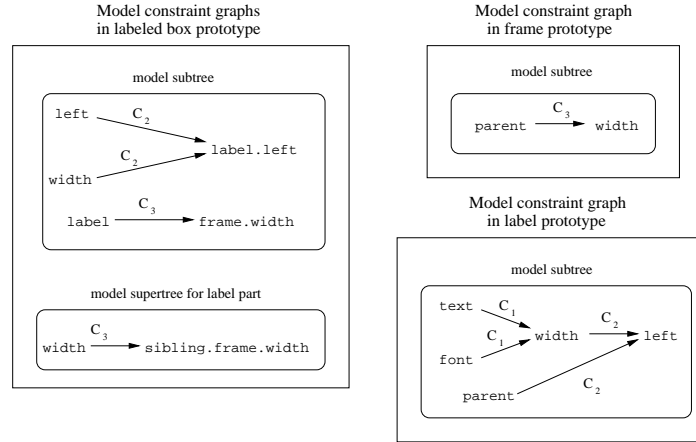 Model constraint graphs
in labeled box prototype
model subtree
left
C2
C2
label.left
width
label
C3
frame.width
model supertree for label part
width
C3
sibling.frame.width
Model constraint graph
in frame prototype
model subtree
parent
C3
width
Model constraint graph
in label prototype
model subtree
text
C1
C1
width
C2
left
font
parent
C2